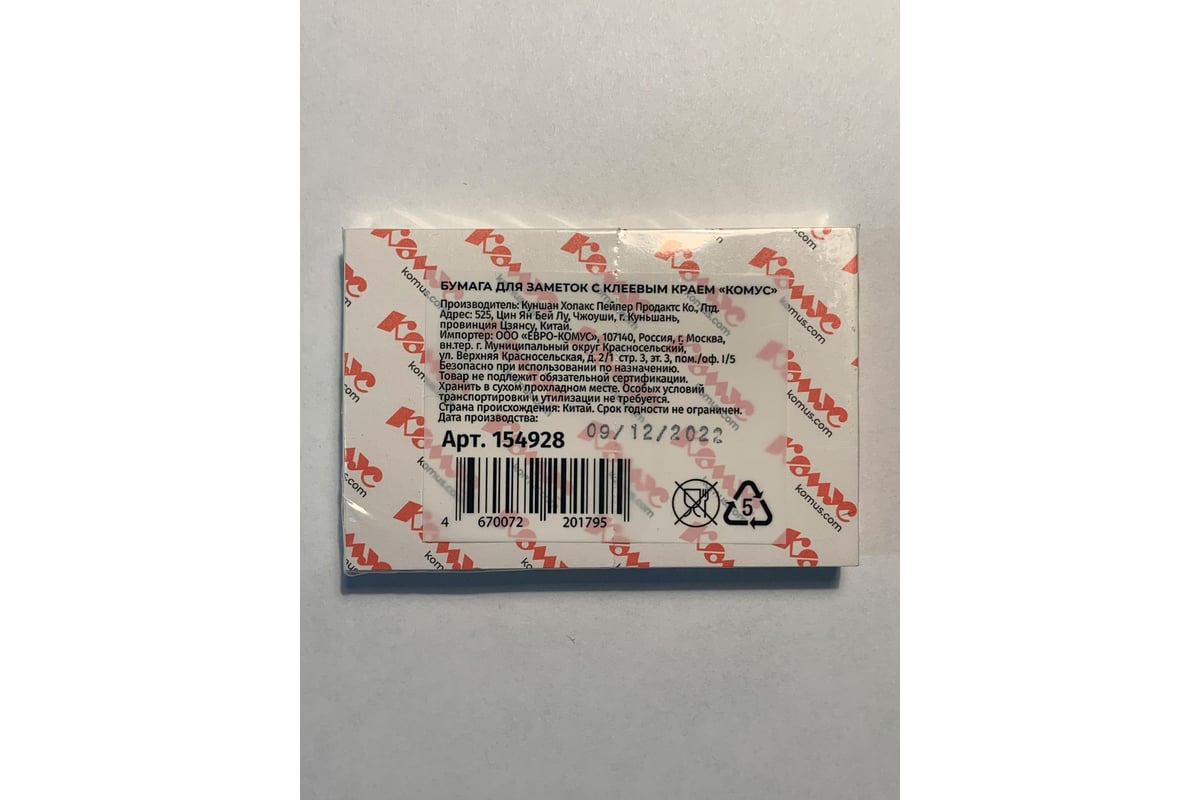 БУМАГА ДЛЯ ЗАМЕТОК С КЛЕЕВЫМ КРАЕМ «КОМУС»
Производитель: Куншан Хопакс Пейпер Продактс Ко., Лтд.
Адрес: 525, Цин Ян Бей Лу, Чжоуши, г. Куньшань,
провинция Цзянсу, Китай.
Импортер: ООО «ЕВРО-КОМУС», 107140, Россия, г. Москва,
вн.тер. г. Муниципальный округ Красносельский,
ул. Верхняя Красносельская, д. 2/1 стр. 3, эт. 3, пом./оф. I/5
Безопасно при использовании по назначению.
Товар не подлежит обязательной сертификации.
Хранить в сухом прохладном месте. Особых условий
транспортировки и утилизации не требуется.
Страна происхождения: Китай. Срок годности не ограничен.
Дата производства:
09/12/2022
Арт. 154928
4 670072 201795
5
Комус
komus.com